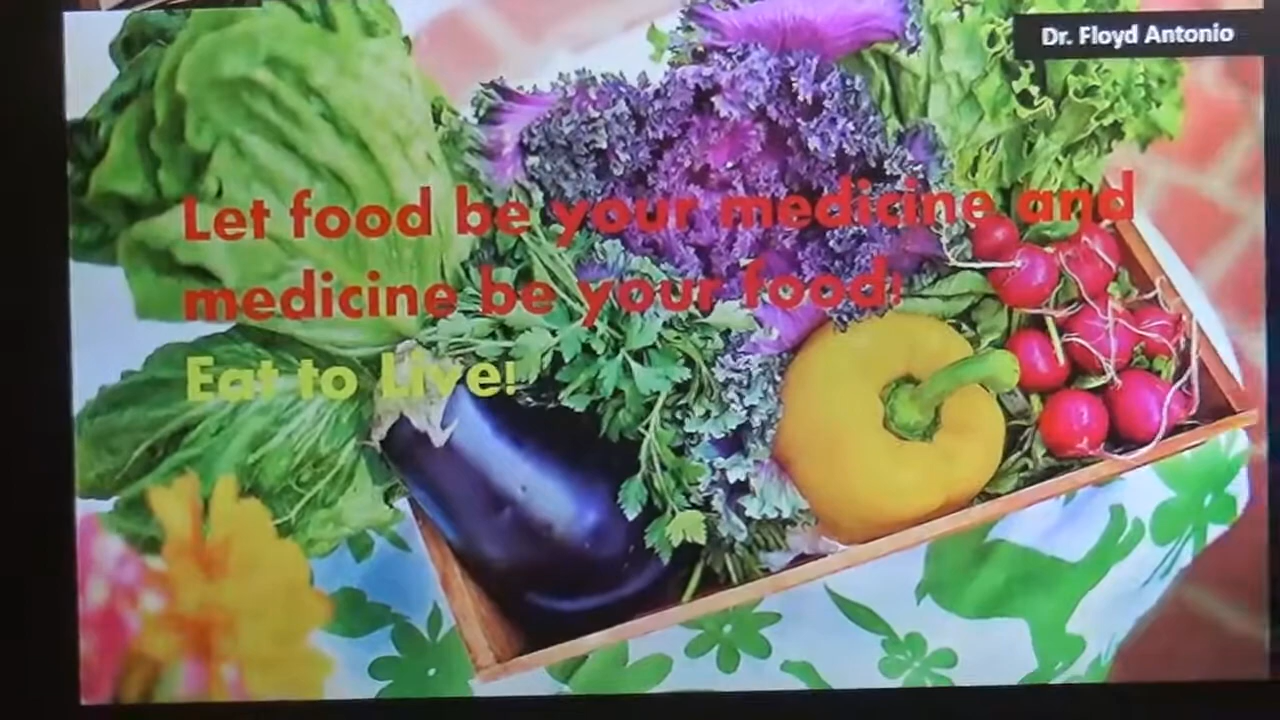 Dr. Floyd Antonio
Let food be your medicine and
medicine be your food!
Eat to Live!